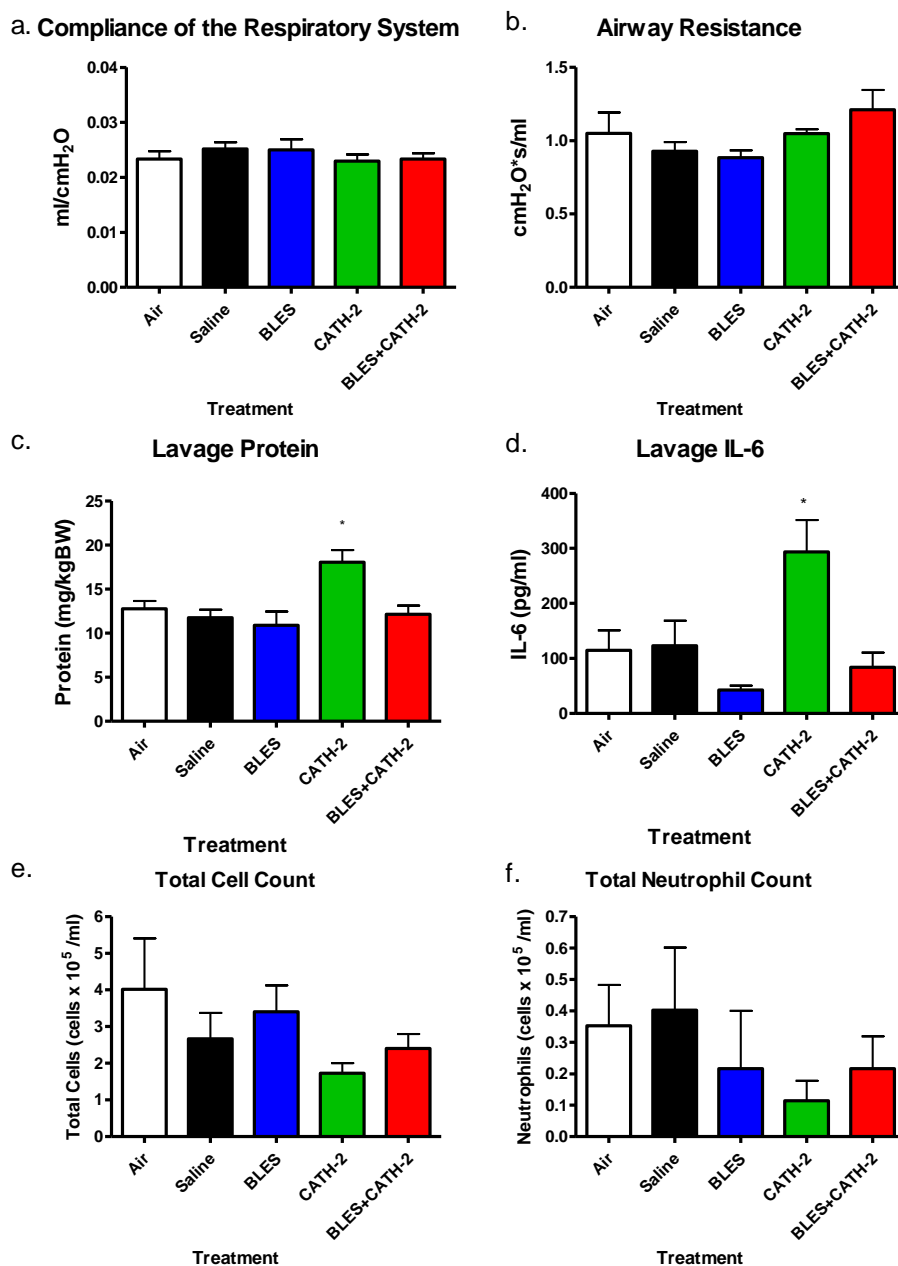 a. Compliance of the Respiratory System
0.04
0.03
0.02
0.01
0.00
ml/cmH₂O
Air
Saline
BLES
CATH-2
BLES+CATH-2
Treatment
b. Airway Resistance
1.5
1.0
0.5
0.0
cmH₂O*s/ml
Air
Saline
BLES
CATH-2
BLES+CATH-2
Treatment
c. Lavage Protein
25
20
15
10
5
0
Protein (mg/kgBW)
*
Air
Saline
BLES
CATH-2
BLES+CATH-2
Treatment
d. Lavage IL-6
400
300
200
100
0
IL-6 (pg/ml)
*
Air
Saline
BLES
CATH-2
BLES+CATH-2
Treatment
e. Total Cell Count
6
5
4
3
2
1
0
Total Cells (cells x 10⁵ /ml)
Air
Saline
BLES
CATH-2
BLES+CATH-2
Treatment
f. Total Neutrophil Count
0.7
0.6
0.5
0.4
0.3
0.2
0.1
0.0
Neutrophils (cells x 10⁵ /ml)
Air
Saline
BLES
CATH-2
BLES+CATH-2
Treatment